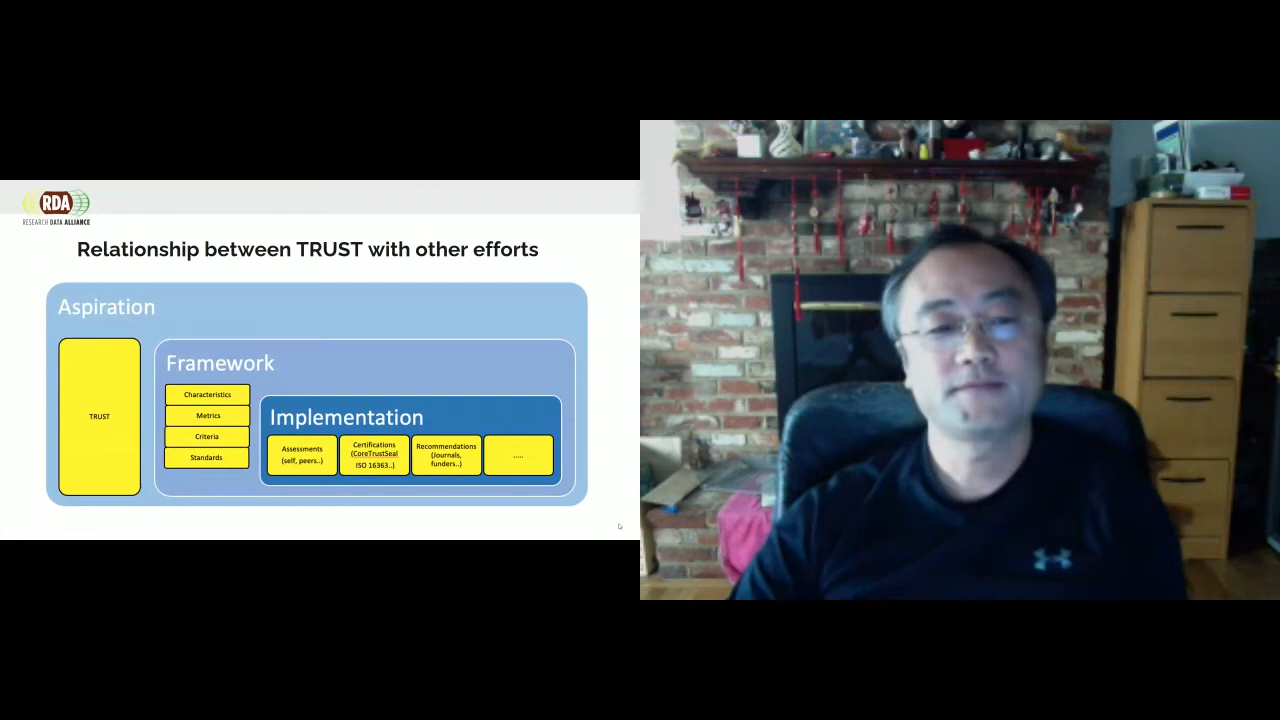 RDA
RESEARCH DATA ALLIANCE
Relationship between TRUST with other efforts
Aspiration
TRUST
Framework
Characteristics
Metrics
Criteria
Standards
Implementation
Assessments
(self, peers..)
Certifications
(CoreTrustSeal
ISO 16363..)
Recommendations
(Journals,
funders..)
.....